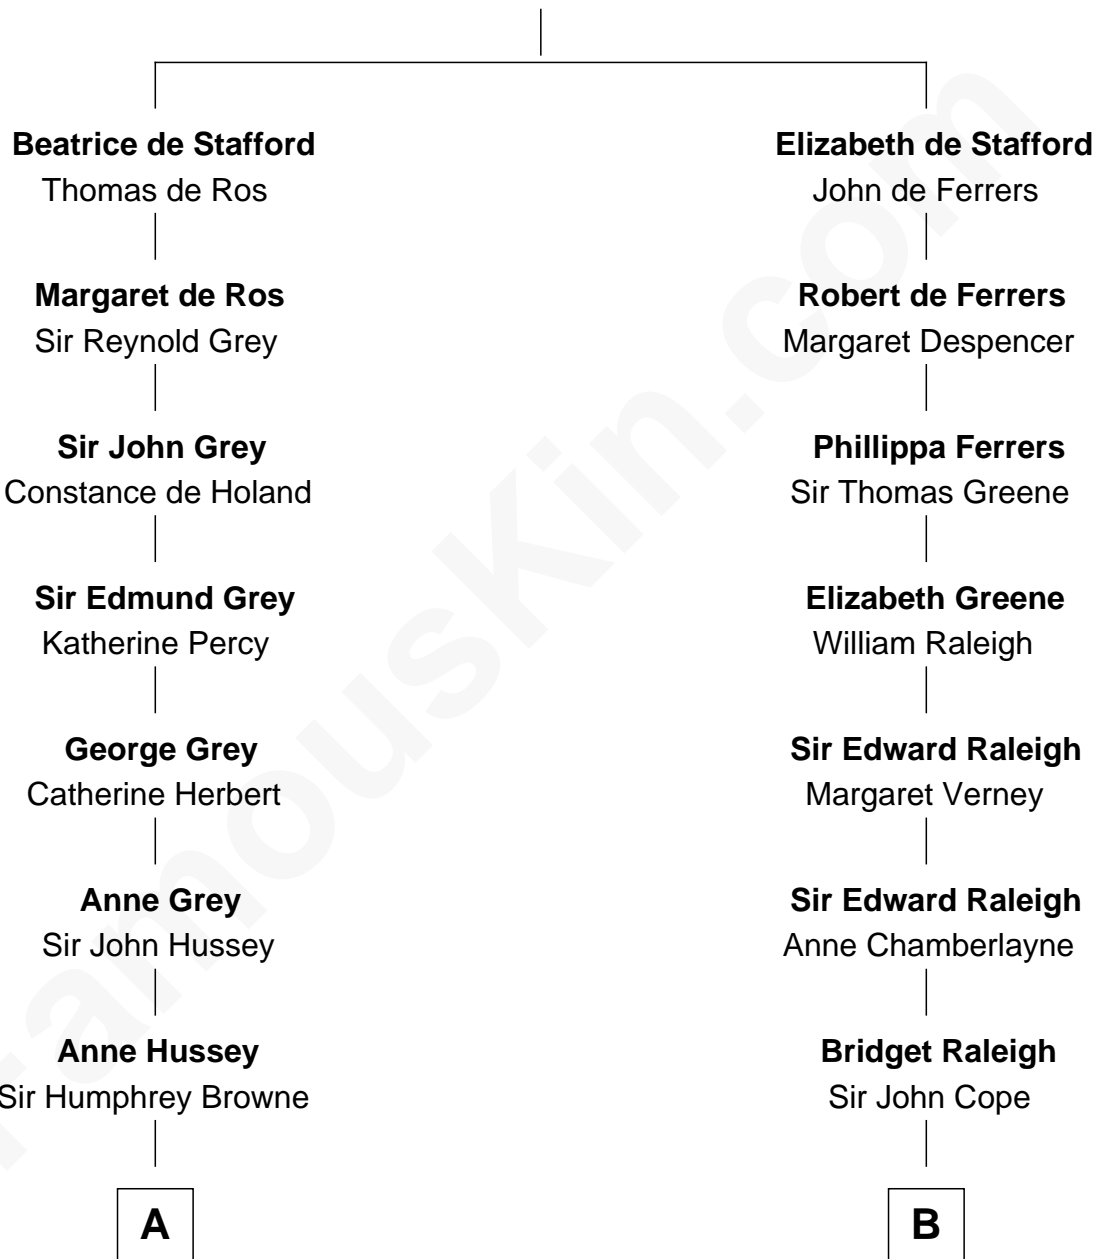 Beatrice de Stafford
Thomas de Ros
Margaret de Ros
Sir Reynold Grey
Sir John Grey
Constance de Holand
Sir Edmund Grey
Katherine Percy
George Grey
Catherine Herbert
Anne Grey
Sir John Hussey
Anne Hussey
Sir Humphrey Browne
A
Elizabeth de Stafford
John de Ferrers
Robert de Ferrers
Margaret Despencer
Phillippa Ferrers
Sir Thomas Greene
Elizabeth Greene
William Raleigh
Sir Edward Raleigh
Margaret Verney
Sir Edward Raleigh
Anne Chamberlayne
Bridget Raleigh
Sir John Cope
B
FamousKin.com